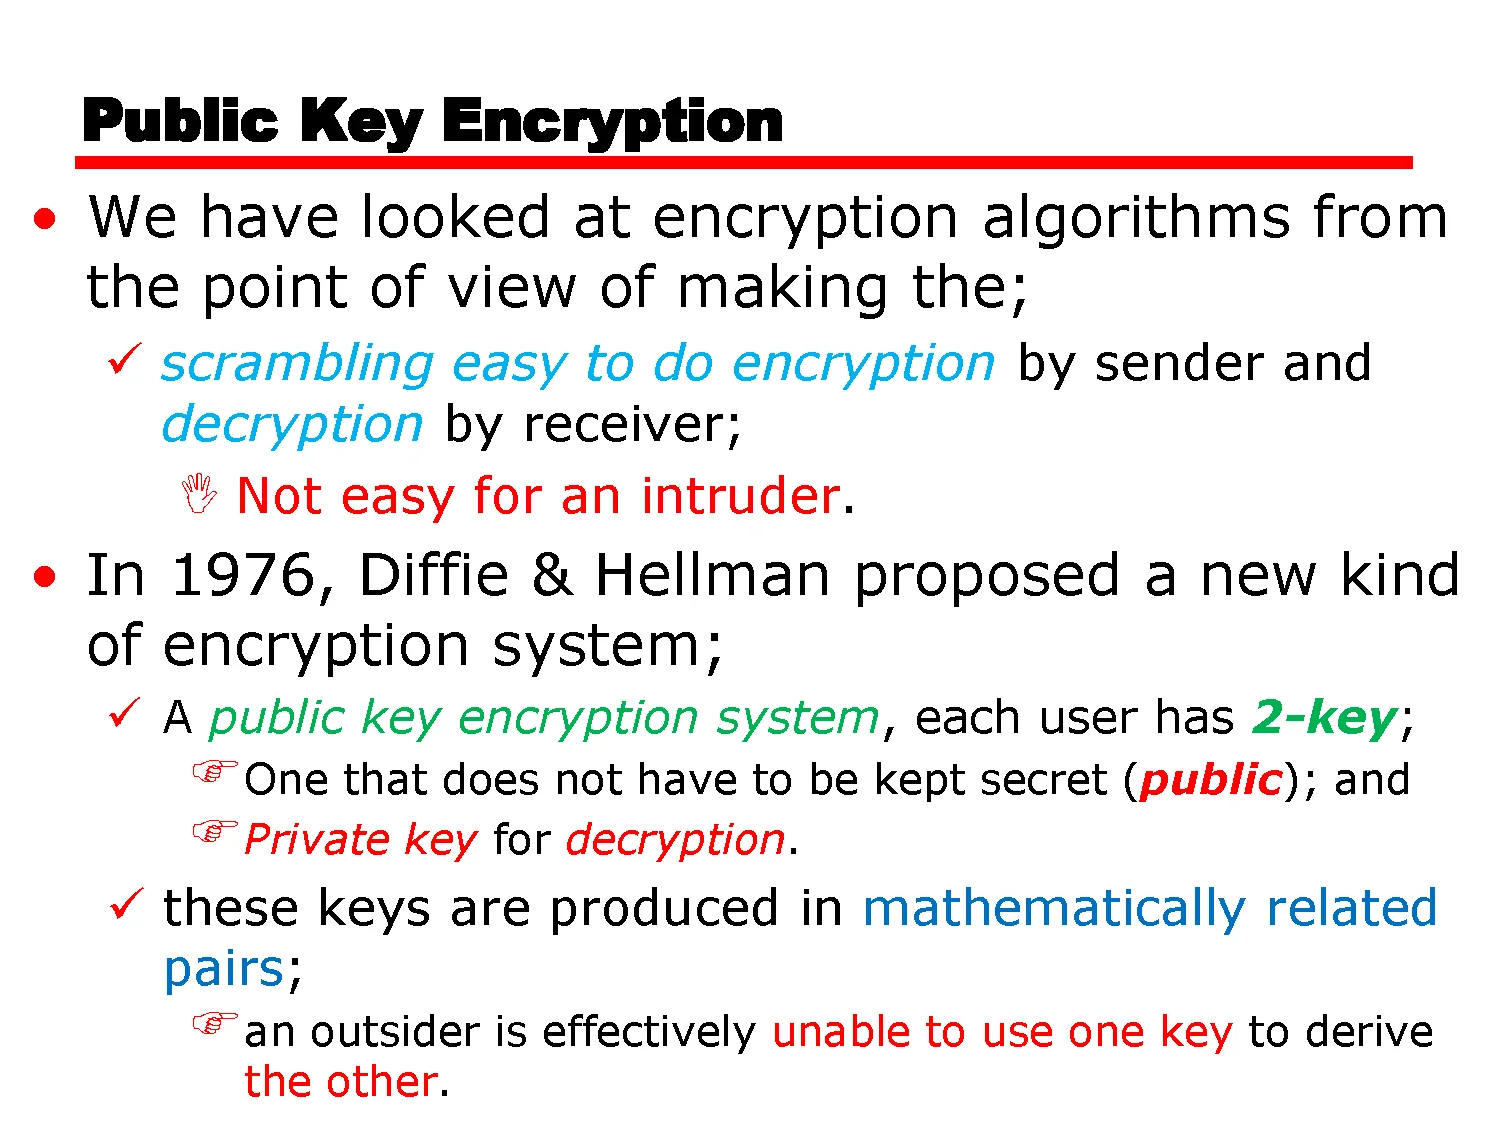 Public Key Encryption
• We have looked at encryption algorithms from
the point of view of making the;
✓ scrambling easy to do encryption by sender and
decryption by receiver;
Not easy for an intruder.
• In 1976, Diffie & Hellman proposed a new kind
of encryption system;
✓ A public key encryption system, each user has 2-key;
☞One that does not have to be kept secret (public); and
☞Private key for decryption.
✓ these keys are produced in mathematically related
pairs;
☞an outsider is effectively unable to use one key to derive
the other.